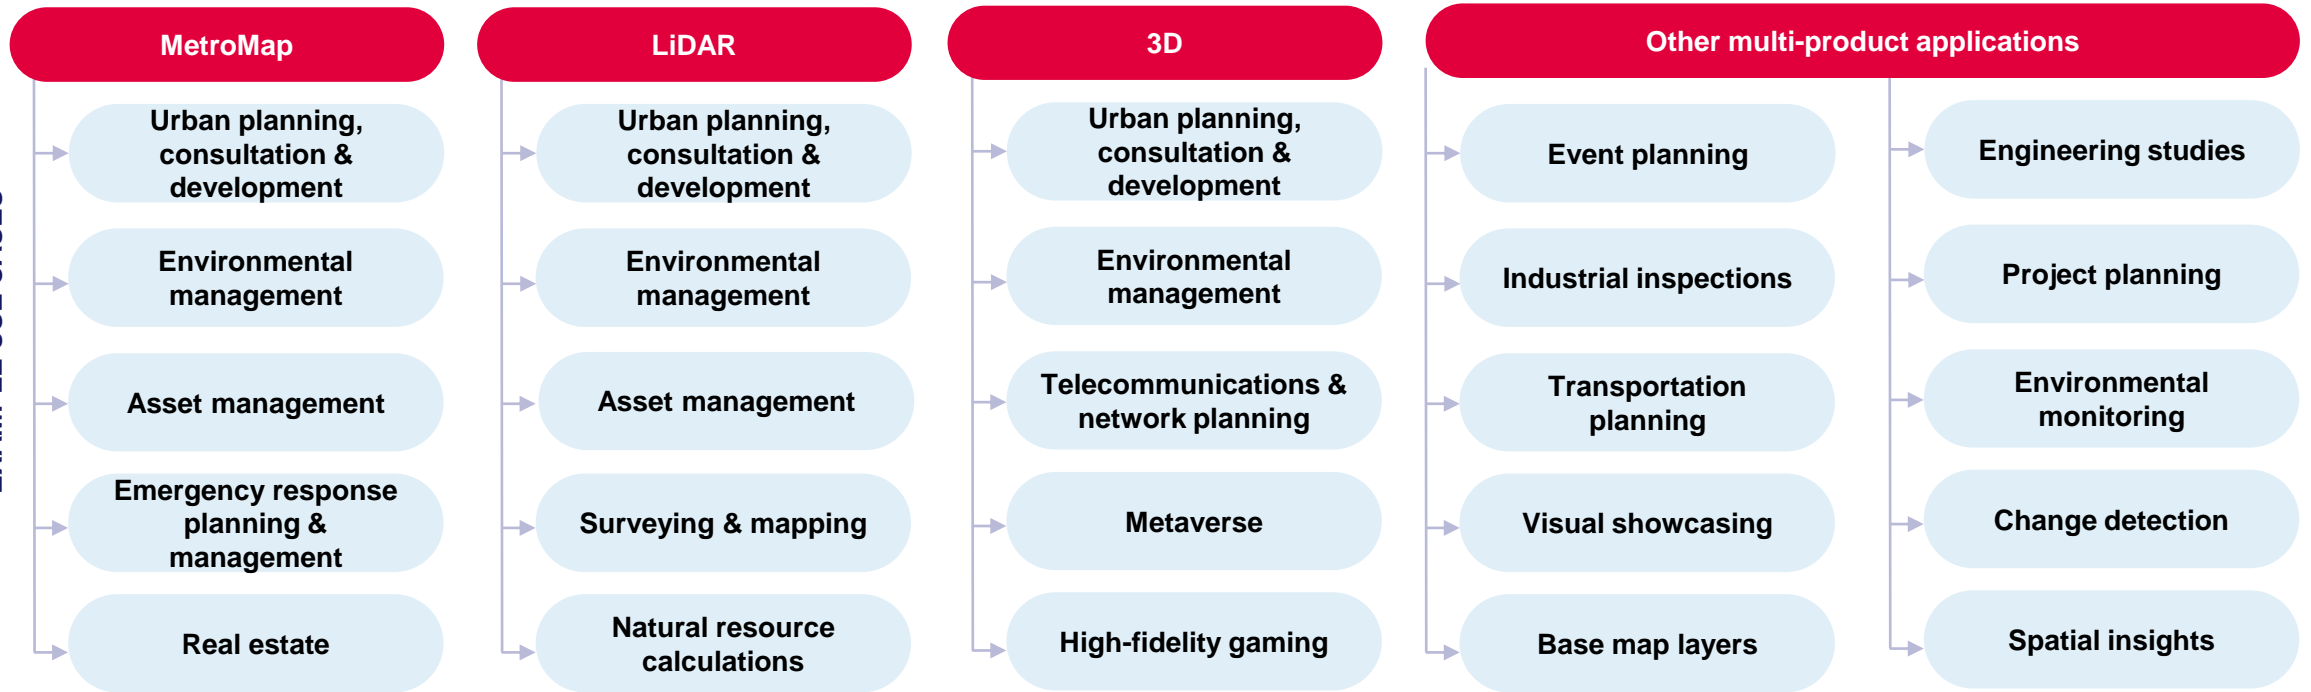 MetroMap
Urban planning,
consultation &
development
Environmental
management
Asset management
Emergency response
planning &
management
Real estate
LiDAR
Urban planning,
consultation &
development
Environmental
management
Asset management
Surveying & mapping
Natural resource
calculations
3D
Urban planning,
consultation &
development
Environmental
management
Telecommunications &
network planning
Metaverse
High-fidelity gaming
Other multi-product applications
Event planning
Industrial inspections
Transportation
planning
Visual showcasing
Base map layers
Engineering studies
Project planning
Environmental
monitoring
Change detection
Spatial insights